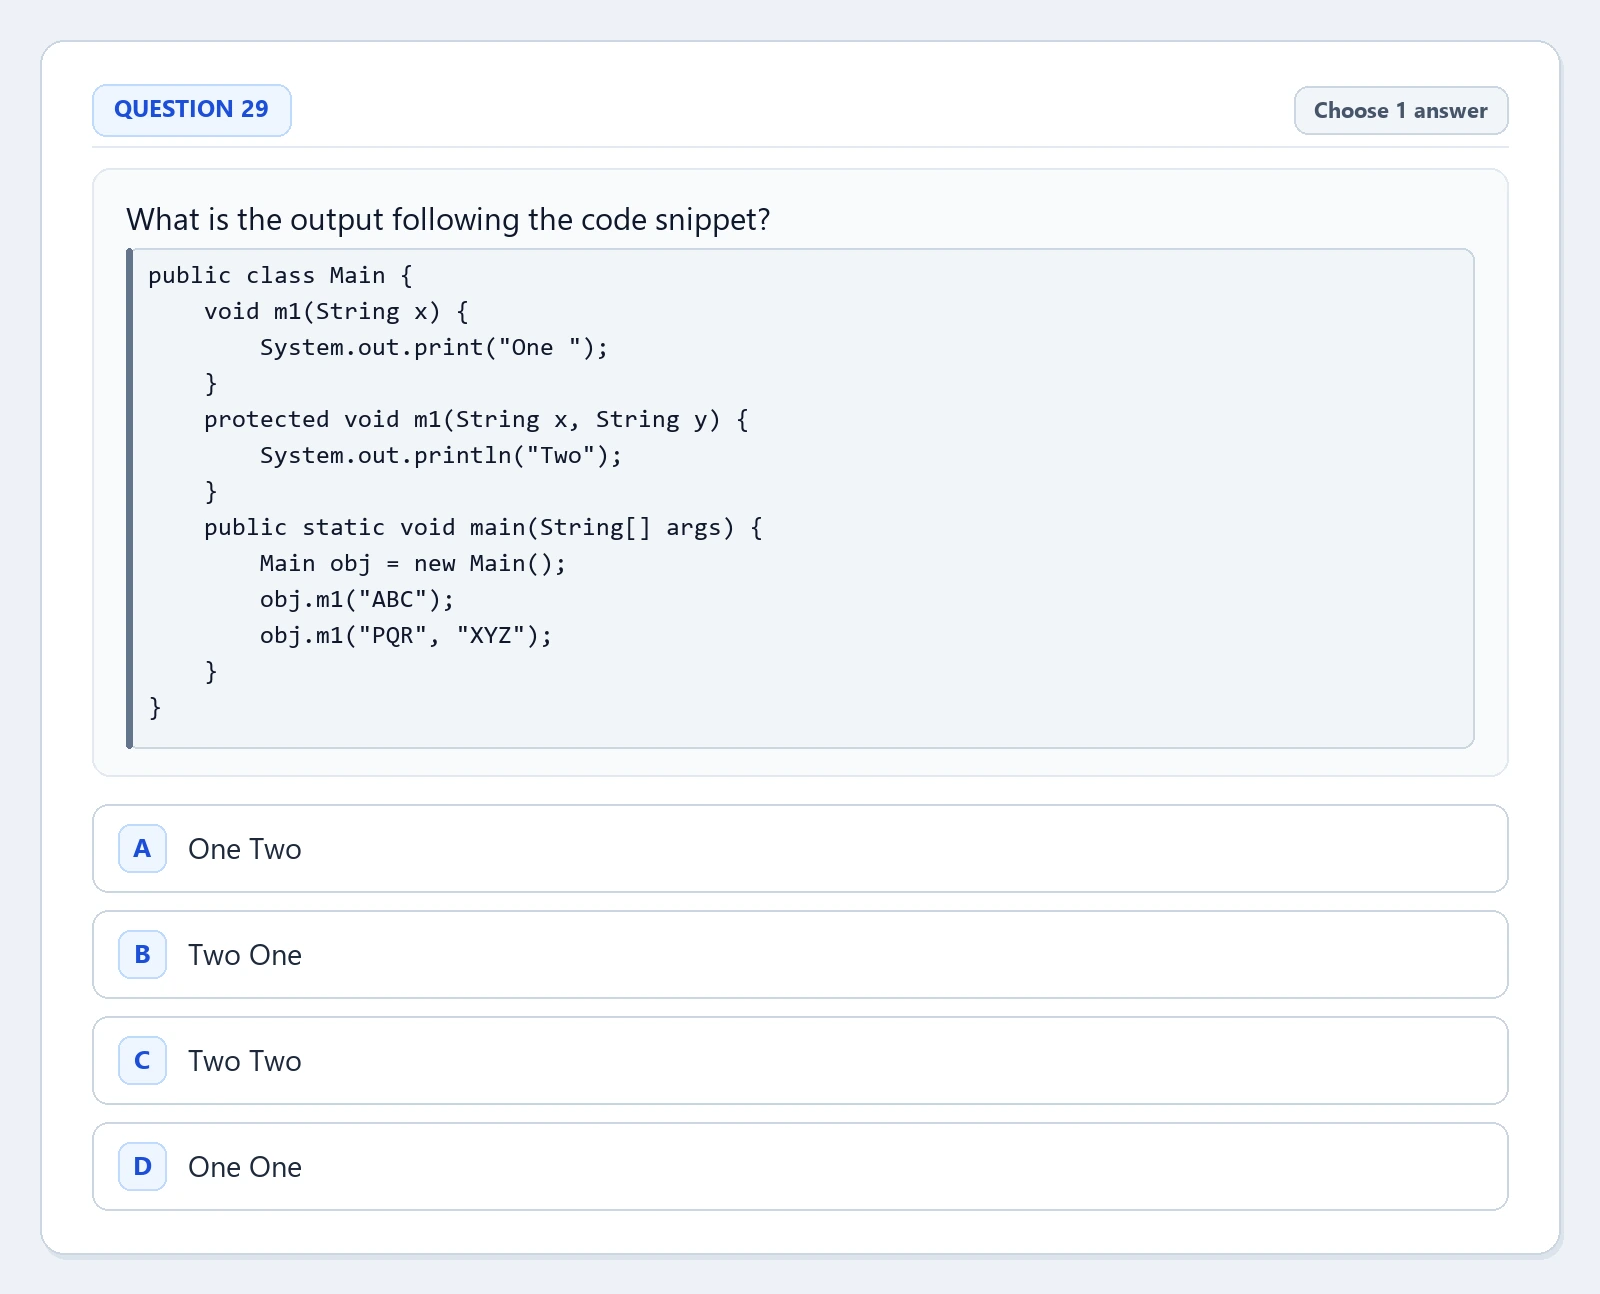 QUESTION 29
Choose 1 answer
What is the output following the code snippet?
public class Main {
    void m1(String x) {
        System.out.print("One ");
    }
    protected void m1(String x, String y) {
        System.out.println("Two");
    }
    public static void main(String[] args) {
        Main obj = new Main();
        obj.m1("ABC");
        obj.m1("PQR", "XYZ");
    }
}
A One Two
B Two One
C Two Two
D One One